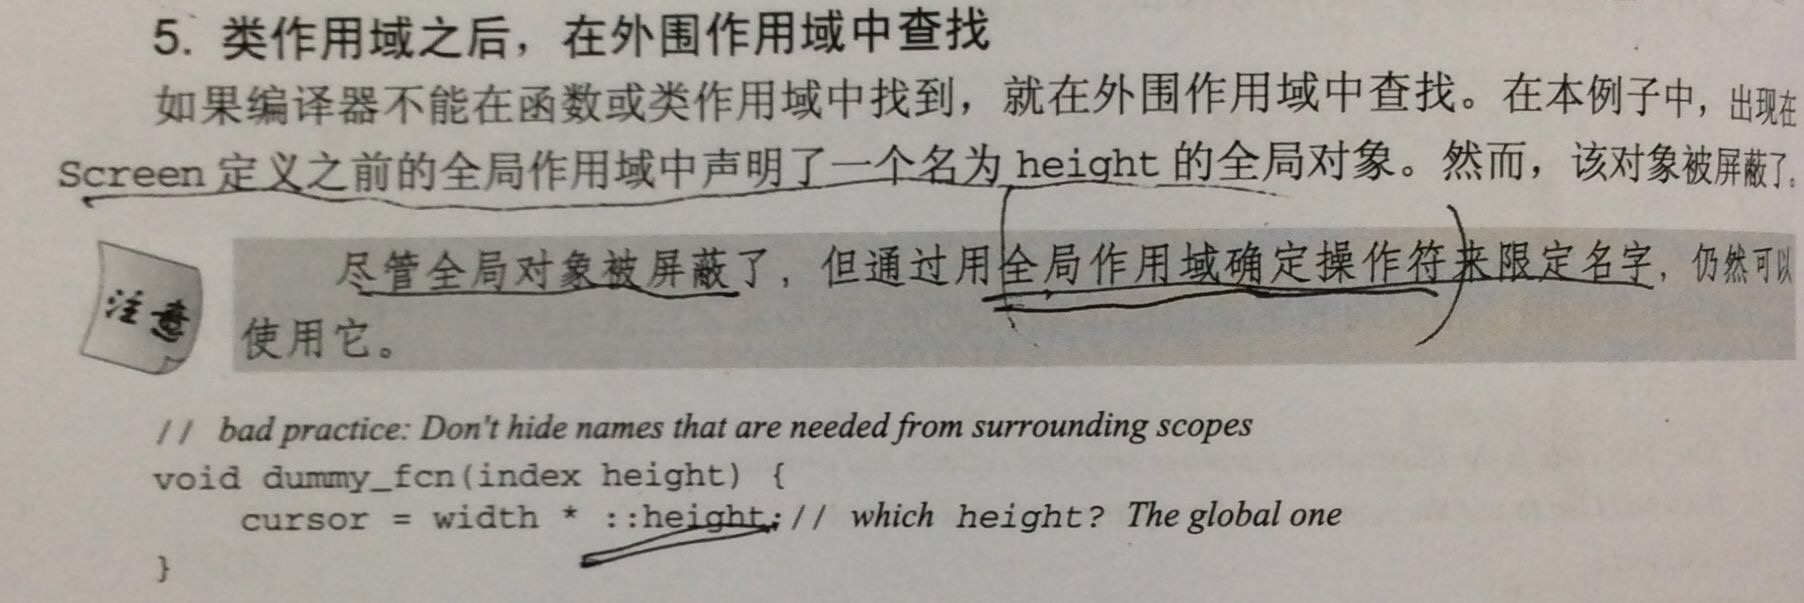 5. 类作用域之后，在外围作用域中查找
如果编译器不能在函数或类作用域中找到，就在外围作用域中查找。在本例子中，出现在
Screen 定义之前的全局作用域中声明了一个名为 height 的全局对象。然而，该对象被屏蔽了。
注意
尽管全局对象被屏蔽了，但通过用全局作用域确定操作符来限定名字，仍然可以
使用它。
// bad practice: Don't hide names that are needed from surrounding scopes
void dummy_fcn(index height) {
cursor = width * ::height;// which height? The global one
}